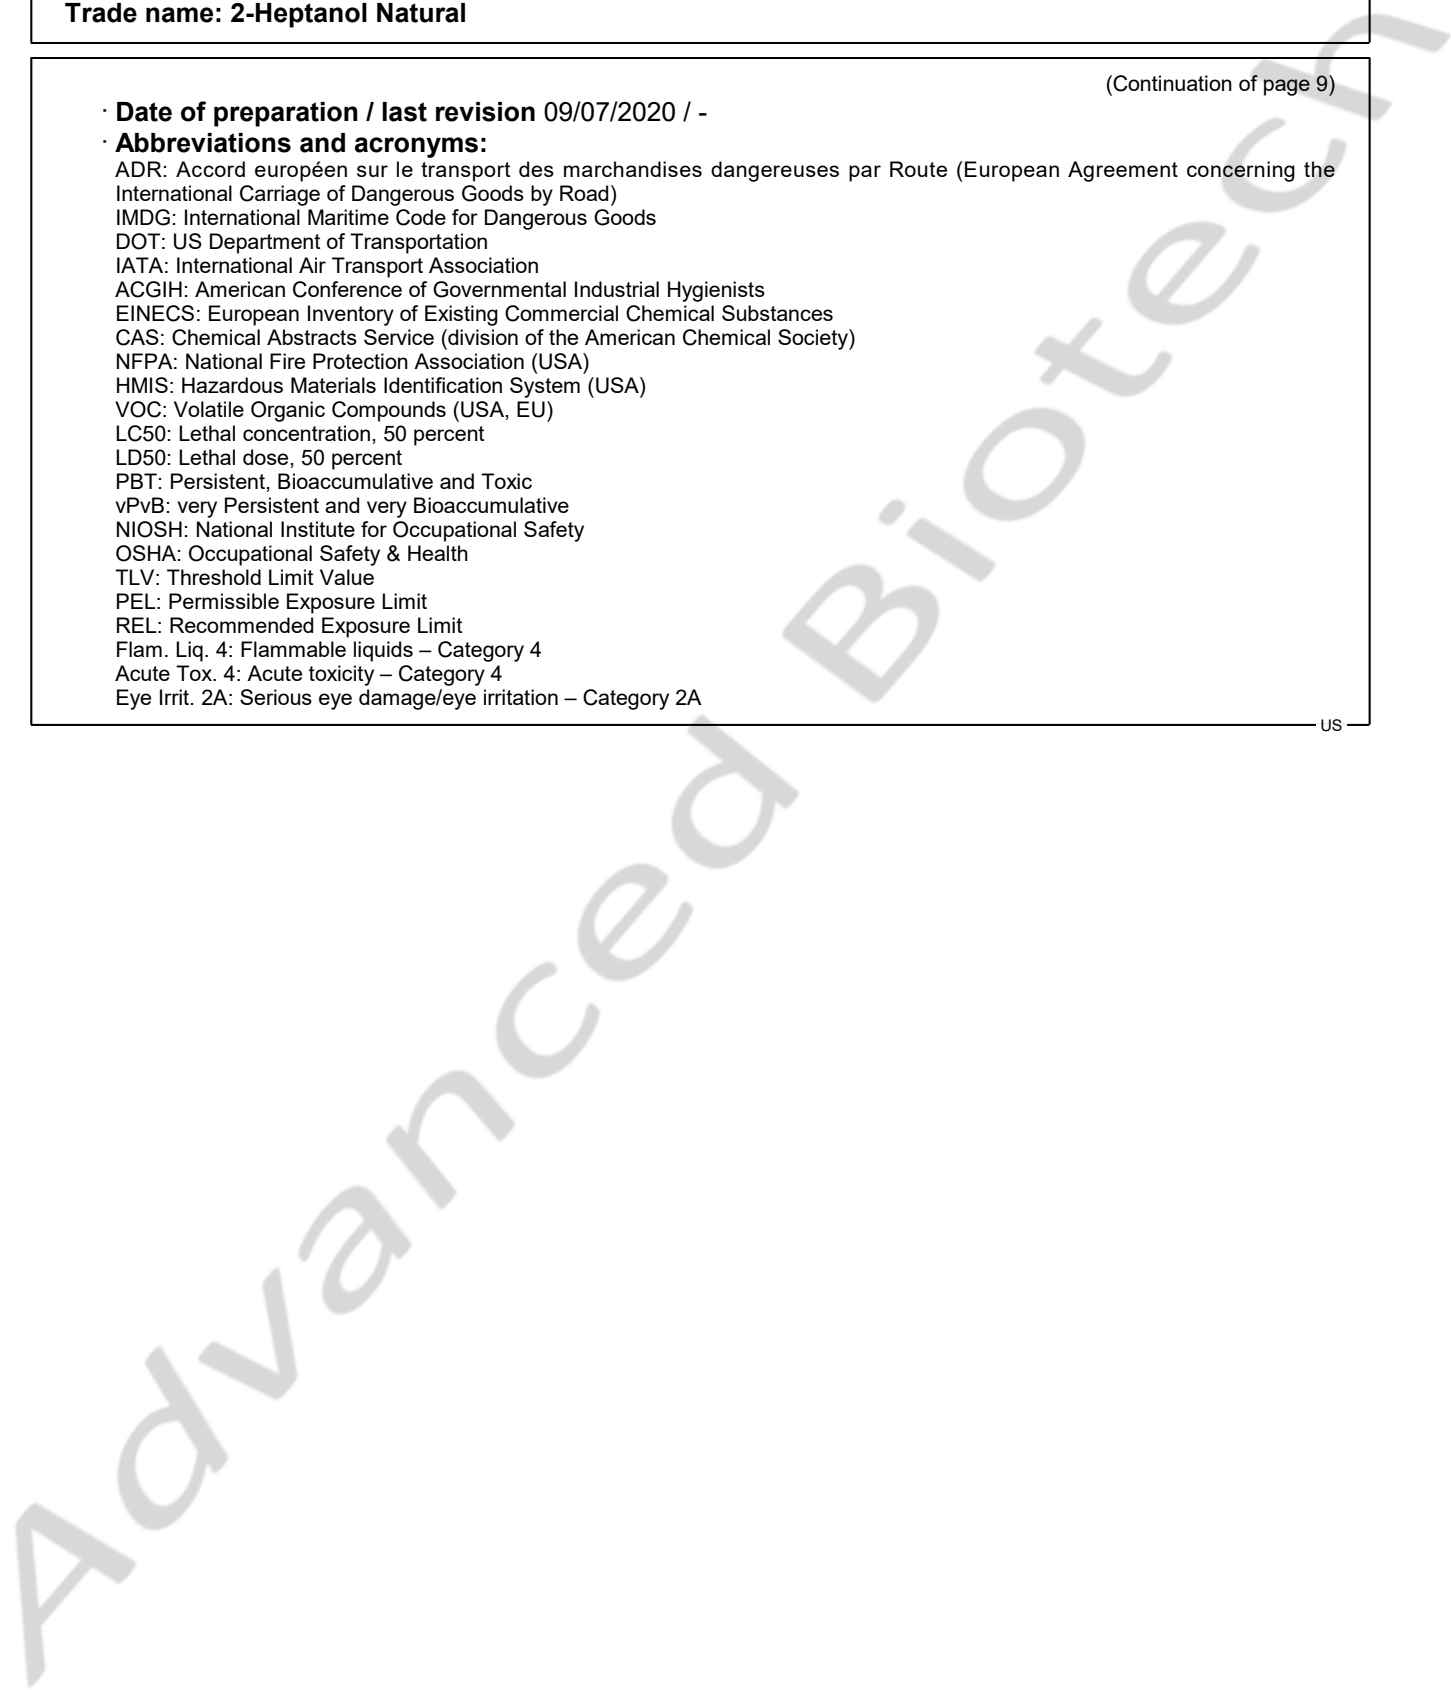 Trade name: 2-Heptanol Natural
(Continuation of page 9)
· Date of preparation / last revision 09/07/2020 / -
· Abbreviations and acronyms:
ADR: Accord européen sur le transport des marchandises dangereuses par Route (European Agreement concerning the
International Carriage of Dangerous Goods by Road)
IMDG: International Maritime Code for Dangerous Goods
DOT: US Department of Transportation
IATA: International Air Transport Association
ACGIH: American Conference of Governmental Industrial Hygienists
EINECS: European Inventory of Existing Commercial Chemical Substances
CAS: Chemical Abstracts Service (division of the American Chemical Society)
NFPA: National Fire Protection Association (USA)
HMIS: Hazardous Materials Identification System (USA)
VOC: Volatile Organic Compounds (USA, EU)
LC50: Lethal concentration, 50 percent
LD50: Lethal dose, 50 percent
PBT: Persistent, Bioaccumulative and Toxic
vPvB: very Persistent and very Bioaccumulative
NIOSH: National Institute for Occupational Safety
OSHA: Occupational Safety & Health
TLV: Threshold Limit Value
PEL: Permissible Exposure Limit
REL: Recommended Exposure Limit
Flam. Liq. 4: Flammable liquids – Category 4
Acute Tox. 4: Acute toxicity – Category 4
Eye Irrit. 2A: Serious eye damage/eye irritation – Category 2A
US
Advanced Biotech